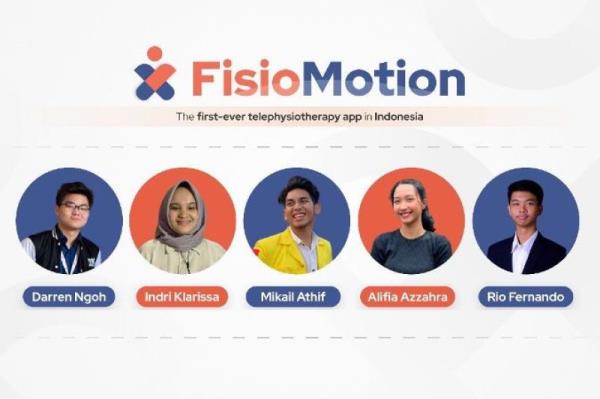 FisioMotion
The first-ever telephysiotherapy app in Indonesia
Darren Ngoh
Indri Klarissa
Mikail Athif
Alifia Azzahra
Rio Fernando